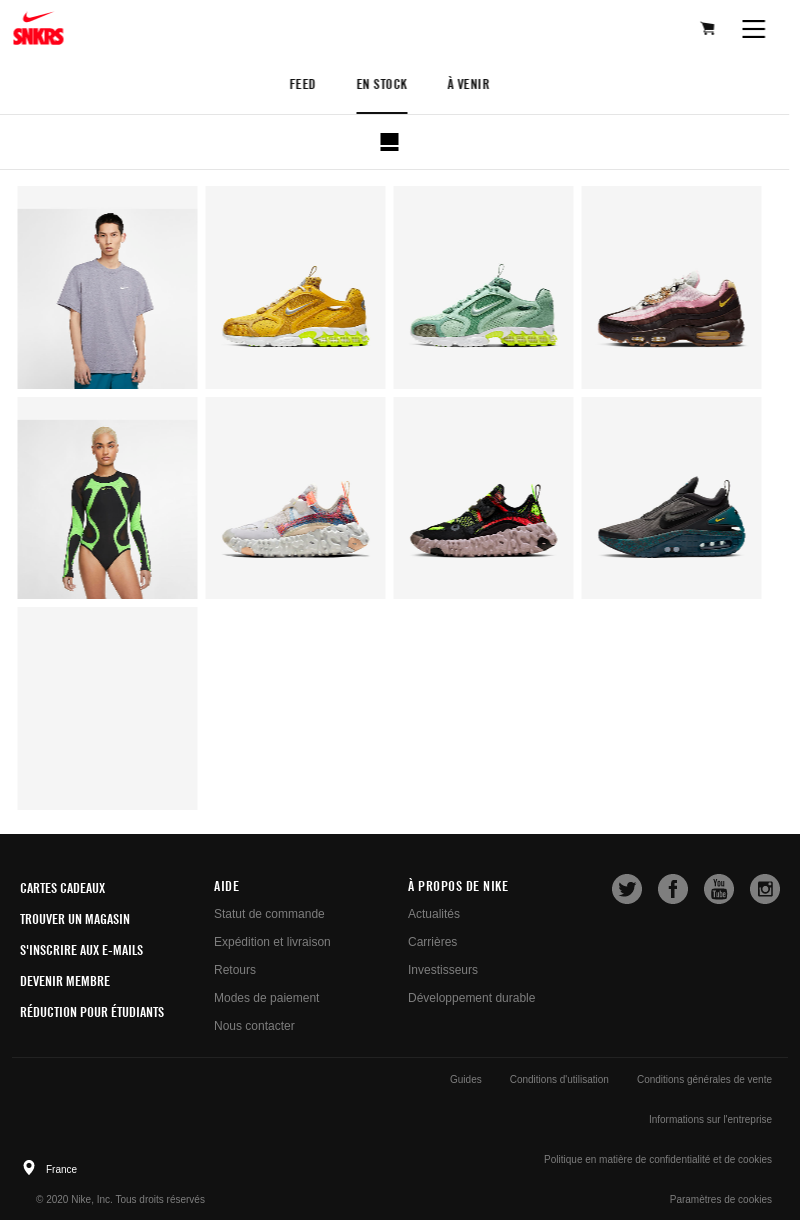 SNKRS
FEED
EN STOCK
À VENIR
CARTES CADEAUX
TROUVER UN MAGASIN
S'INSCRIRE AUX E-MAILS
DEVENIR MEMBRE
RÉDUCTION POUR ÉTUDIANTS
AIDE
Statut de commande
Expédition et livraison
Retours
Modes de paiement
Nous contacter
À PROPOS DE NIKE
Actualités
Carrières
Investisseurs
Développement durable
You
Tube
Guides
Conditions d'utilisation
Conditions générales de vente
Informations sur l'entreprise
Politique en matière de confidentialité et de cookies
Paramètres de cookies
France
© 2020 Nike, Inc. Tous droits réservés